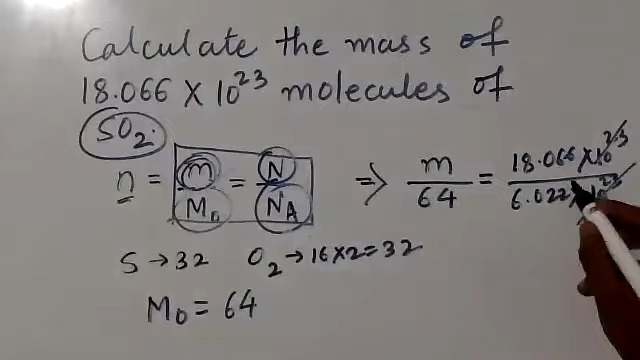 Calculate the mass of
18.066 X 10²³ molecules of
SO₂.
n = m/M₀ = N/N_A => m/64 = 18.066 X 10²³/6.022 X 10²³
S → 32 O₂ → 16 X 2 = 32
M₀ = 64